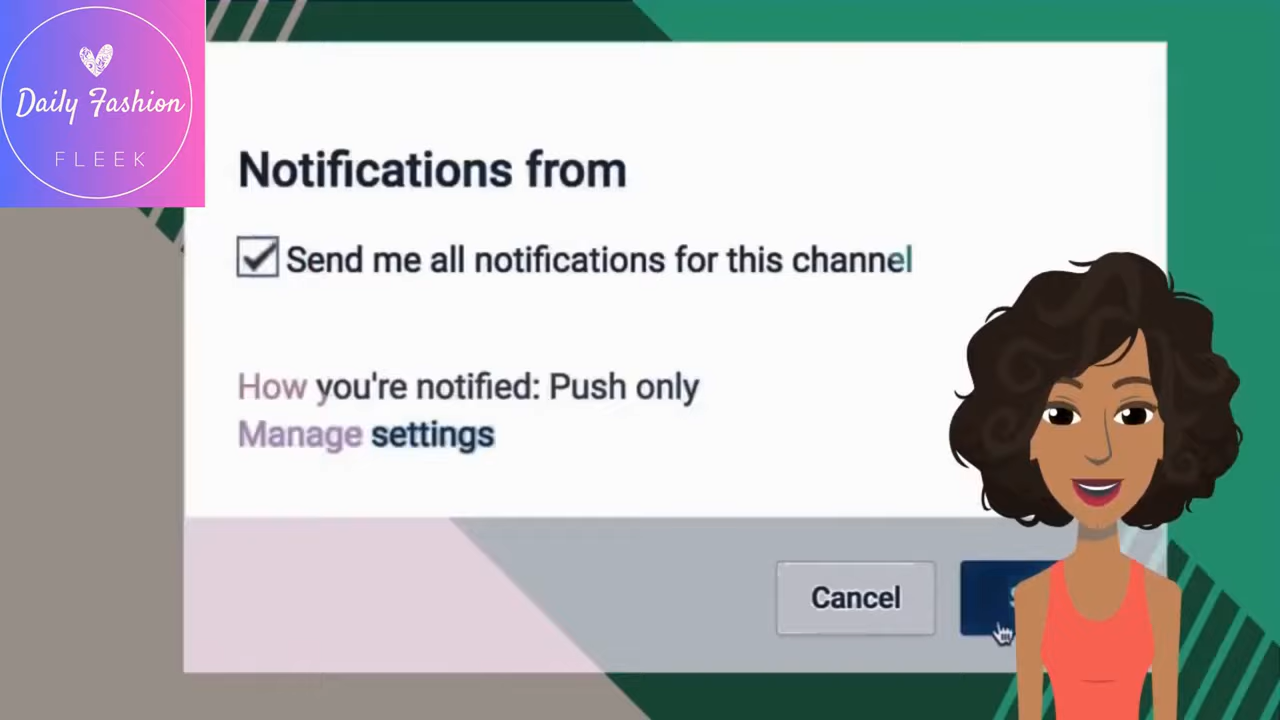 Daily Fashion
FLEEK
Notifications from
Send me all notifications for this channel
How you're notified: Push only
Manage settings
Cancel